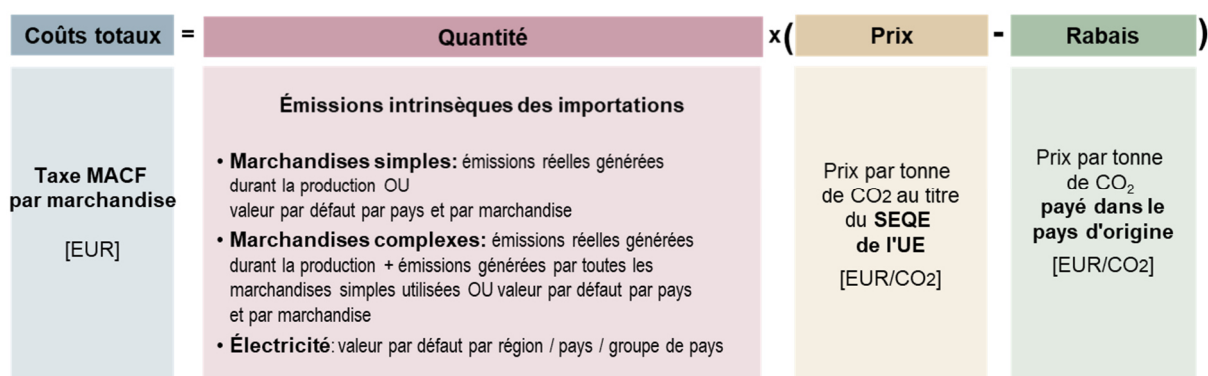 Coûts totaux = Quantité x ( Prix - Rabais )
Taxe MACF
par marchandise
[EUR]
Émissions intrinsèques des importations
• Marchandises simples: émissions réelles générées
durant la production OU
valeur par défaut par pays et par marchandise
• Marchandises complexes: émissions réelles générées
durant la production + émissions générées par toutes les
marchandises simples utilisées OU valeur par défaut par pays
et par marchandise
• Électricité: valeur par défaut par région / pays / groupe de pays
Prix par tonne
de CO2 au titre
du SEQE
de l'UE
[EUR/CO2]
Prix par tonne
de CO₂
payé dans le
pays d'origine
[EUR/CO2]